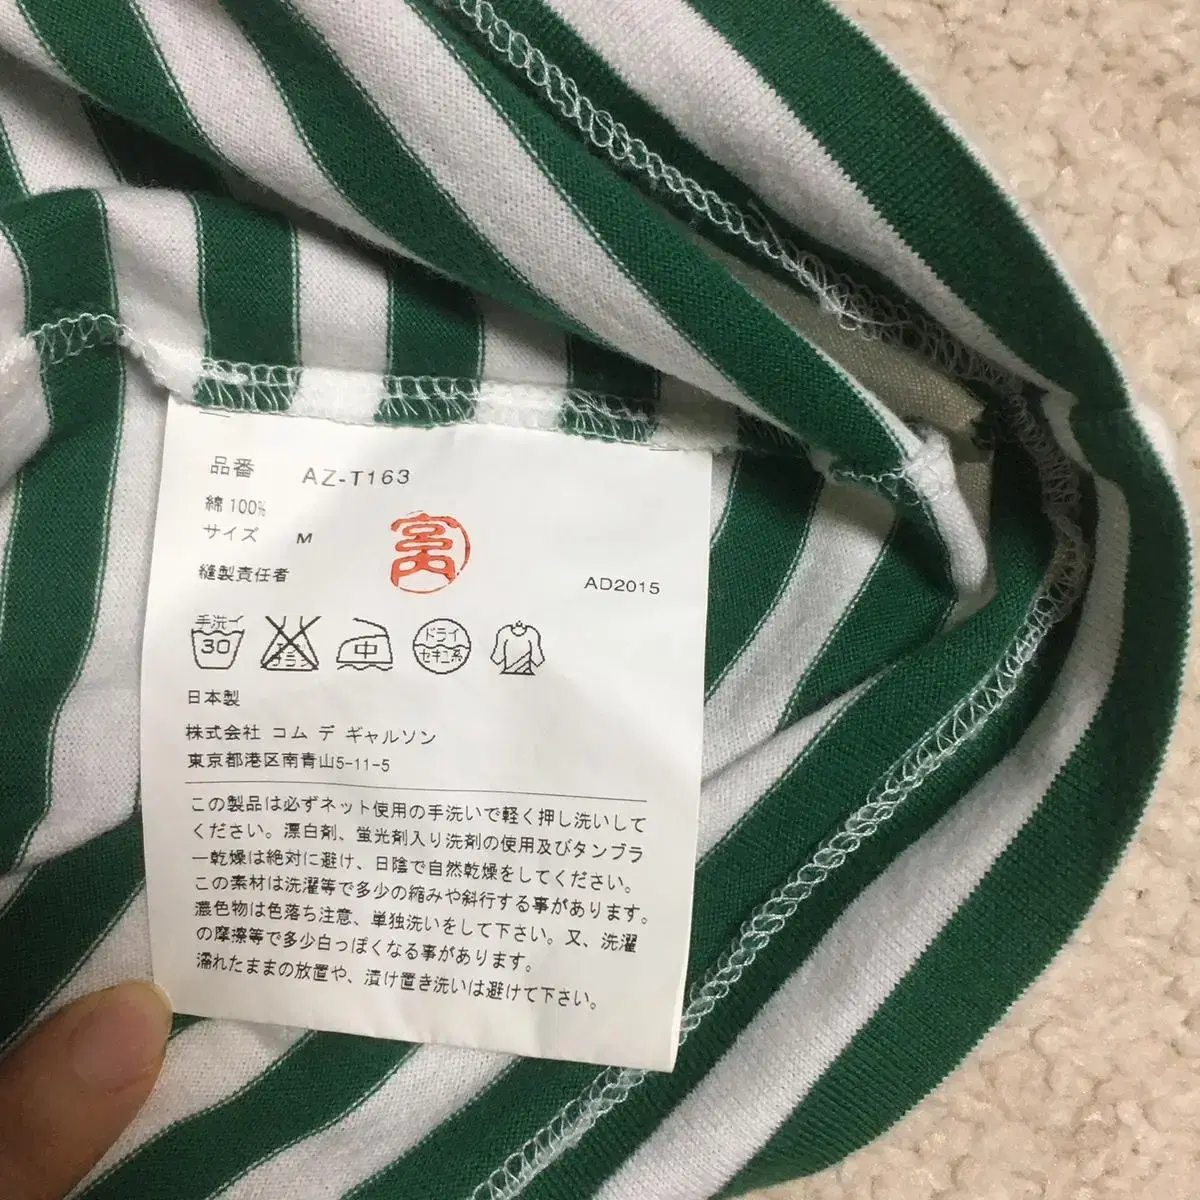 品番 AZ-T163
綿 100%
サイズ M
宮内
縫製責任者
AD2015
手洗イ
30
エンソ
サラシ
中
ドライ
セキユ系
日本製
株式会社 コム デ ギャルソン
東京都港区南青山5-11-5
この製品は必ずネット使用の手洗いで軽く押し洗いして
ください。漂白剤、蛍光剤入り洗剤の使用及びタンブラ
ー乾燥は絶対に避け、日陰で自然乾燥をしてください。
この素材は洗濯等で多少の縮みや斜行する事があります。
濃色物は色落ち注意、単独洗いをして下さい。又、洗濯
の摩擦等で多少白っぽくなる事があります。
濡れたままの放置や、漬け置き洗いは避けて下さい。